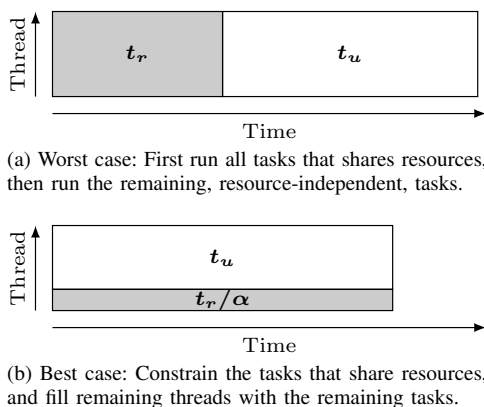 Thread
t_r
t_u
Time
(a) Worst case: First run all tasks that shares resources,
then run the remaining, resource-independent, tasks.
Thread
t_u
t_r/α
Time
(b) Best case: Constrain the tasks that share resources,
and fill remaining threads with the remaining tasks.